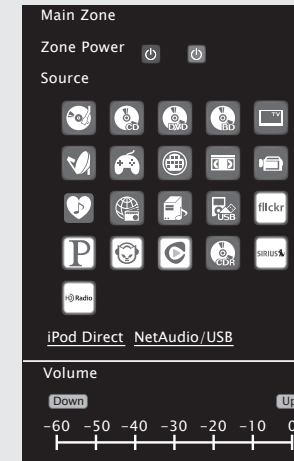 Main Zone
Zone Power
Source
CD DVD BD TV
USB flickr
P CDR SIRIUS
HD Radio
iPod Direct NetAudio/USB
Volume
Down Up
-60 -50 -40 -30 -20 -10 0